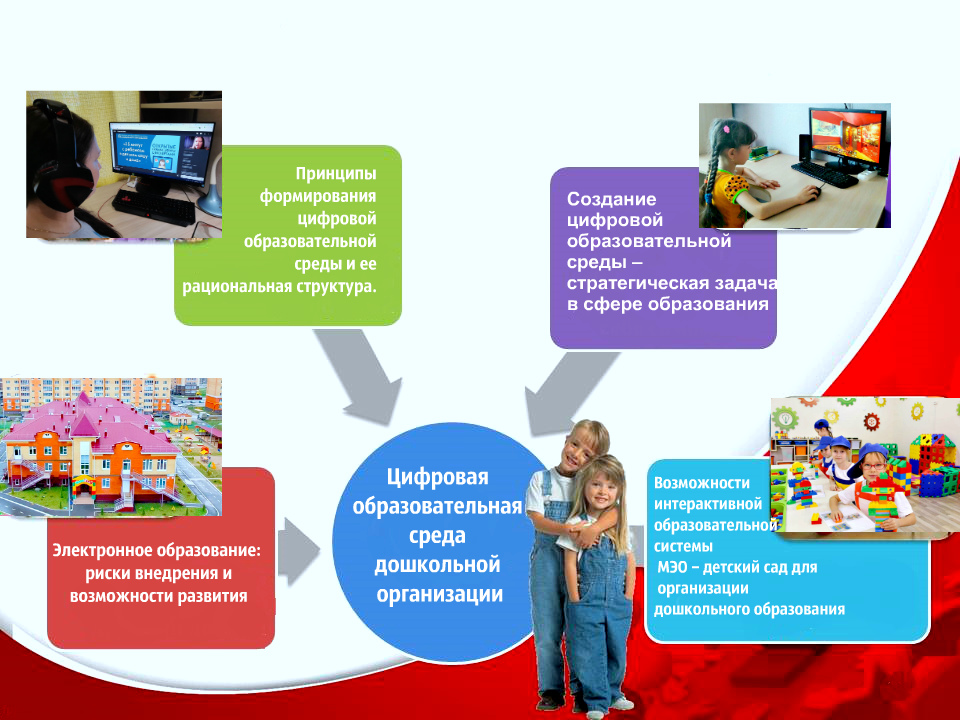 Принципы
формирования
цифровой
образовательной
среды и ее
рациональная структура.
Создание
цифровой
образовательной
среды –
стратегическая задача
в сфере образования
Электронное образование:
риски внедрения и
возможности развития
Цифровая
образовательная
среда
дошкольной
организации
Возможности
интерактивной
образовательной
системы
МЭО – детский сад для
организации
дошкольного образования